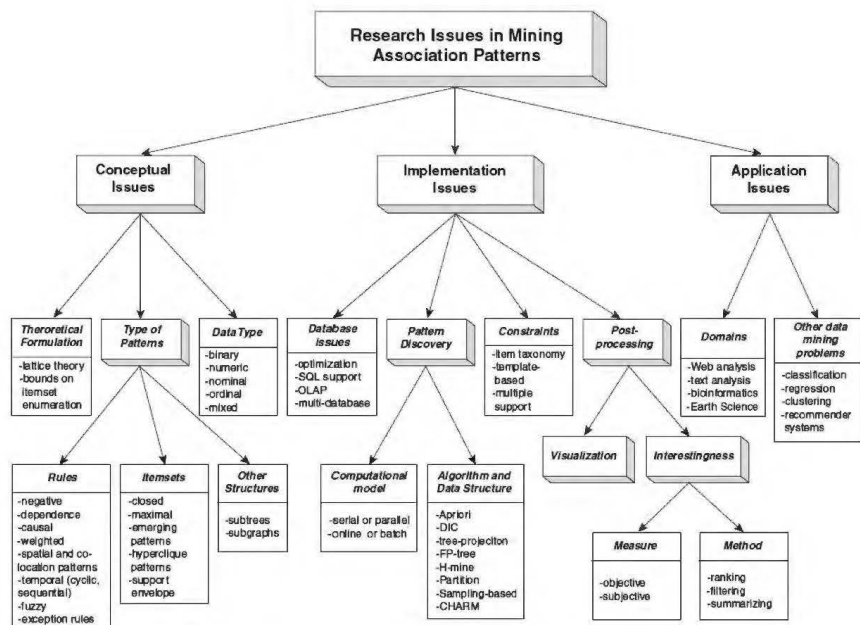 Research Issues in Mining
Association Patterns
Conceptual
Issues
Implementation
Issues
Application
Issues
Theroretical
Formulation
-lattice theory
-bounds on
itemset
enumeration
Type of
Patterns
Data Type
-binary
-numeric
-nominal
-ordinal
-mixed
Database
issues
-optimization
-SQL support
-OLAP
-multi-database
Pattern
Discovery
Constraints
-item taxonomy
-template-
based
-multiple
support
Post-
processing
Domains
-Web analysis
-text analysis
-bioinformatics
-Earth Science
Other data
mining
problems
-classification
-regression
-clustering
-recommender
systems
Rules
-negative
-dependence
-causal
-weighted
-spatial and co-
location patterns
-temporal (cyclic,
sequential)
-fuzzy
-exception rules
Itemsets
-closed
-maximal
-emerging
patterns
-hyperclique
patterns
-support
envelope
Other
Structures
-subtrees
-subgraphs
Computational
model
-serial or parallel
-online or batch
Algorithm and
Data Structure
-Apriori
-DIC
-tree-projeciton
-FP-tree
-H-mine
-Partition
-Sampling-based
-CHARM
Visualization
Interestingness
Measure
-objective
-subjective
Method
-ranking
-filtering
-summarizing